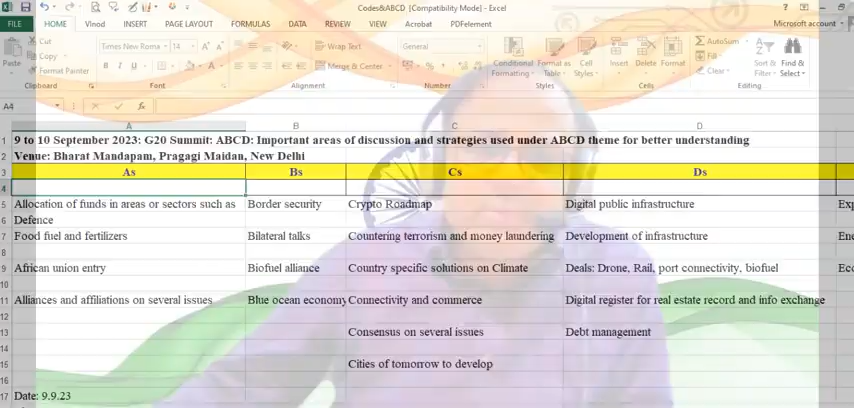 Codes&ABCD [Compatibility Mode] - Excel
FILE Vinod INSERT PAGE LAYOUT FORMULAS DATA REVIEW VIEW Acrobat PDFelement Microsoft account
Cut Times New Roma 14 Wrap Text General AutoSum
Copy Fill
Paste Format Painter Merge & Center Conditional Formatting Format as Table Cell Styles Insert Delete Format Clear Sort & Filter Find & Select
Clipboard Font Alignment Number Styles Cells Editing
A4 fx
A B C D
1 9 to 10 September 2023: G20 Summit: ABCD: Important areas of discussion and strategies used under ABCD theme for better understanding
2 Venue: Bharat Mandapam, Pragagi Maidan, New Delhi
3 As Bs Cs Ds
4
5 Allocation of funds in areas or sectors such as Border security Crypto Roadmap Digital public infrastructure Exp
6 Defence
7 Food fuel and fertilizers Bilateral talks Countering terrorism and money laundering Development of infrastructure Ene
8
9 African union entry Biofuel alliance Country specific solutions on Climate Deals: Drone, Rail, port connectivity, biofuel Eco
10
11 Alliances and affiliations on several issues Blue ocean economy Connectivity and commerce Digital register for real estate record and info exchange
12
13 Consensus on several issues Debt management
14
15 Cities of tomorrow to develop
16
17 Date: 9.9.23